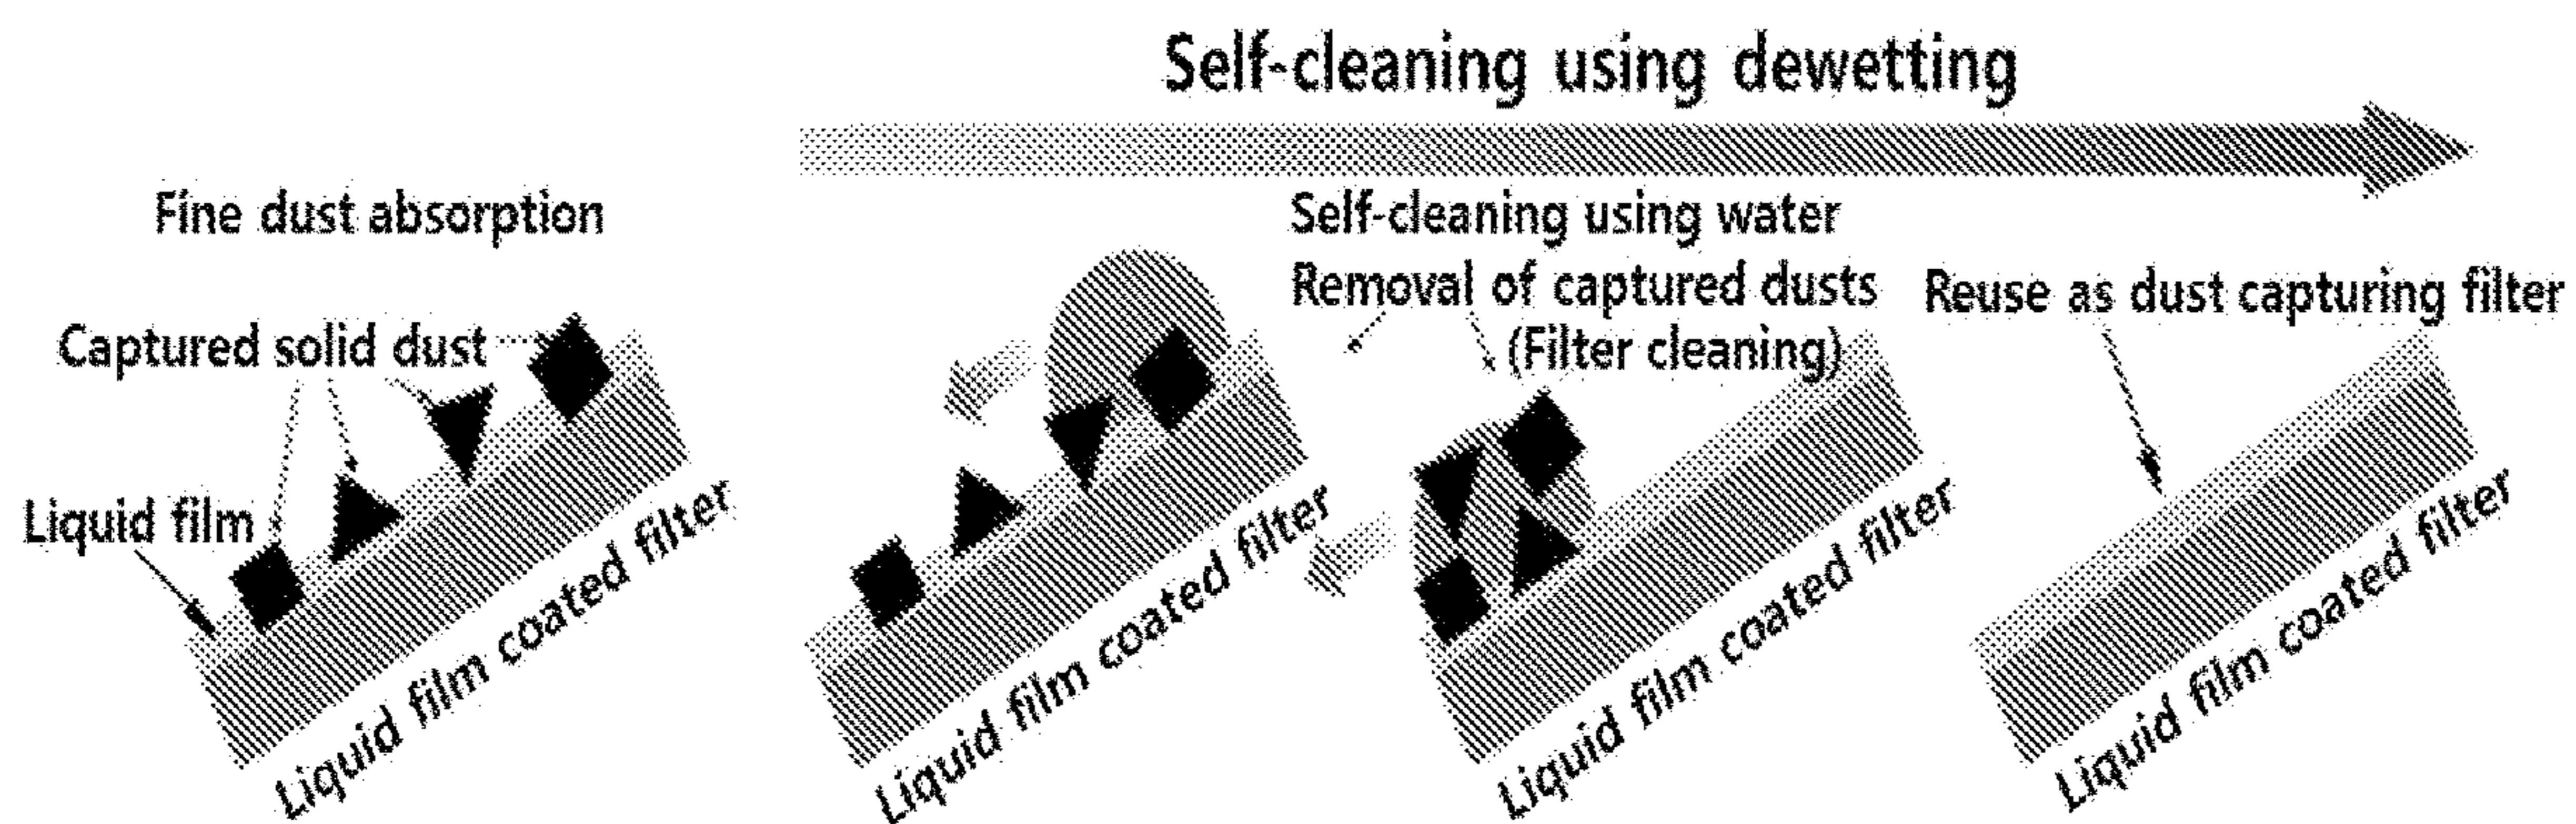 Self-cleaning using dewetting
Fine dust absorption
Captured solid dust
Liquid film
Liquid film coated filter
Self-cleaning using water
Removal of captured dusts
(Filter cleaning)
Liquid film coated filter
Liquid film coated filter
Reuse as dust capturing filter
Liquid film coated filter